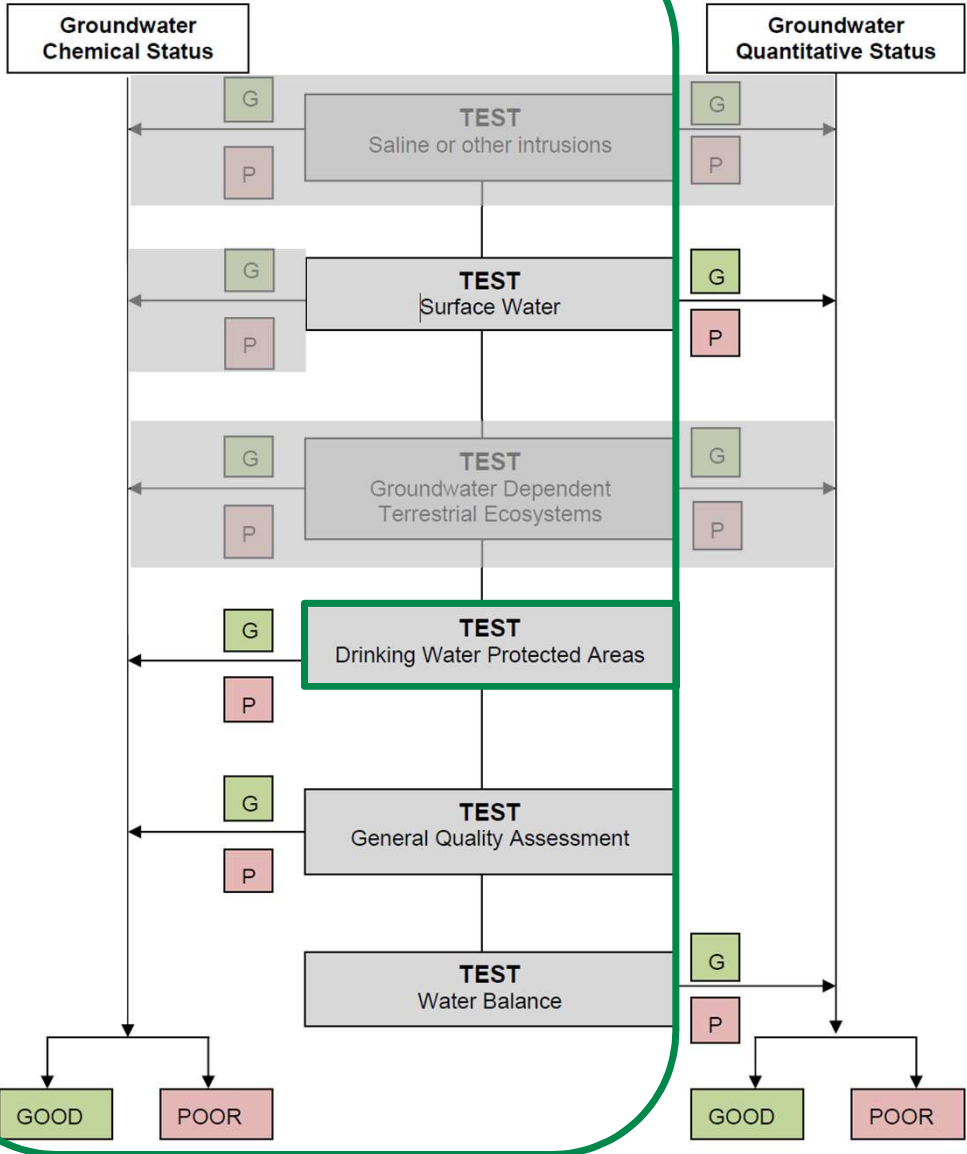 Groundwater
Chemical Status
Groundwater
Quantitative Status
G
TEST
Saline or other intrusions
G
P
P
G
TEST
Surface Water
G
P
P
G
TEST
Groundwater Dependent
Terrestrial Ecosystems
G
P
P
G
TEST
Drinking Water Protected Areas
P
G
TEST
General Quality Assessment
P
TEST
Water Balance
G
P
GOOD
POOR
GOOD
POOR